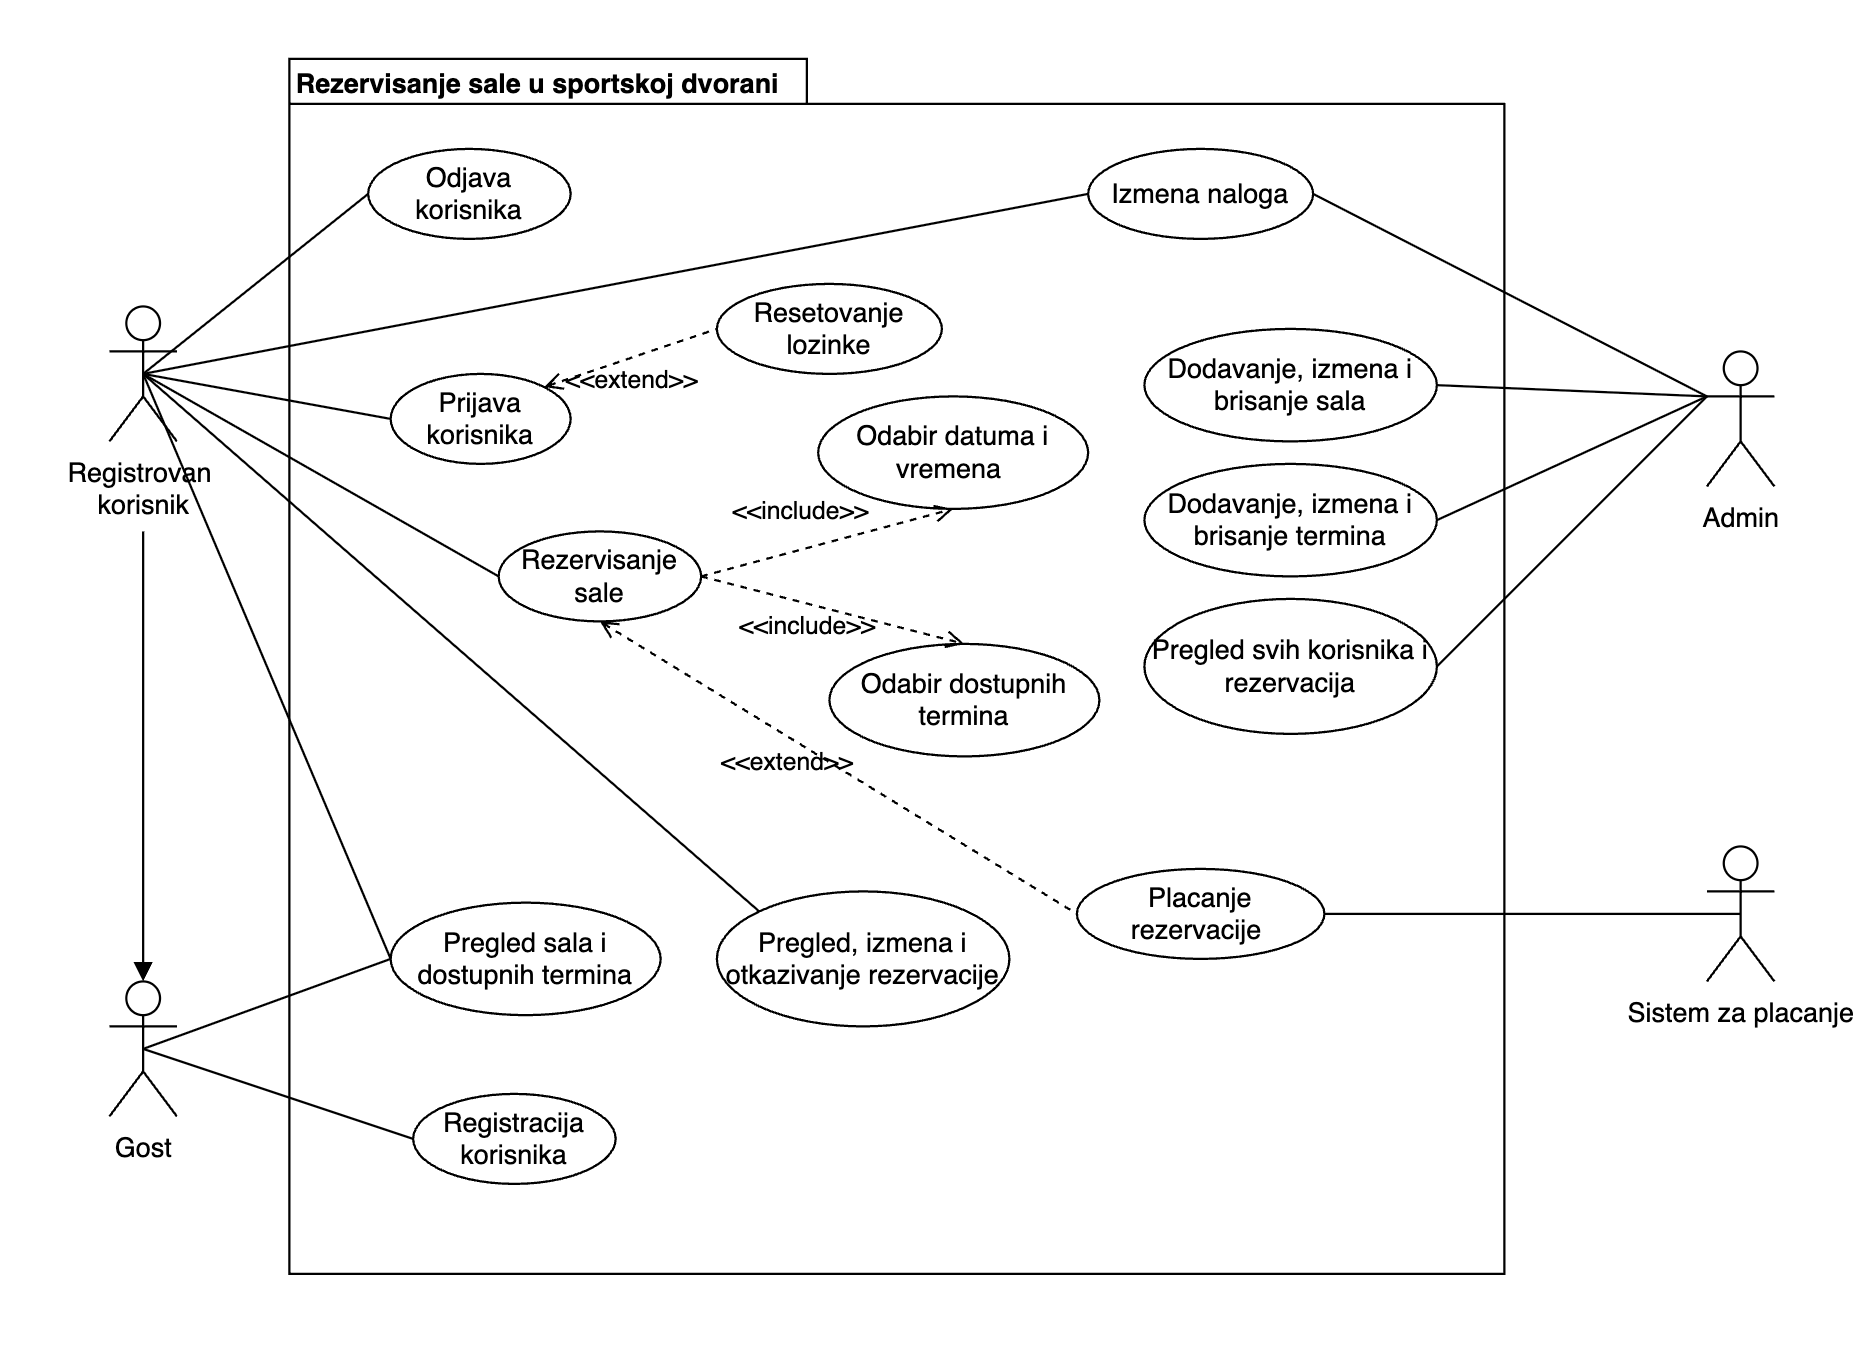 Rezervisanje sale u sportskoj dvorani
Odjava
korisnika
Izmena naloga
Resetovanje
lozinke
<<extend>>
Prijava
korisnika
Registrovan
korisnik
Odabir datuma i
vremena
Dodavanje, izmena i
brisanje sala
Admin
<<include>>
Dodavanje, izmena i
brisanje termina
Rezervisanje
sale
<<include>>
Odabir dostupnih
termina
Pregled svih korisnika i
rezervacija
<<extend>>
Placanje
rezervacije
Pregled sala i
dostupnih termina
Pregled, izmena i
otkazivanje rezervacije
Sistem za placanje
Gost
Registracija
korisnika